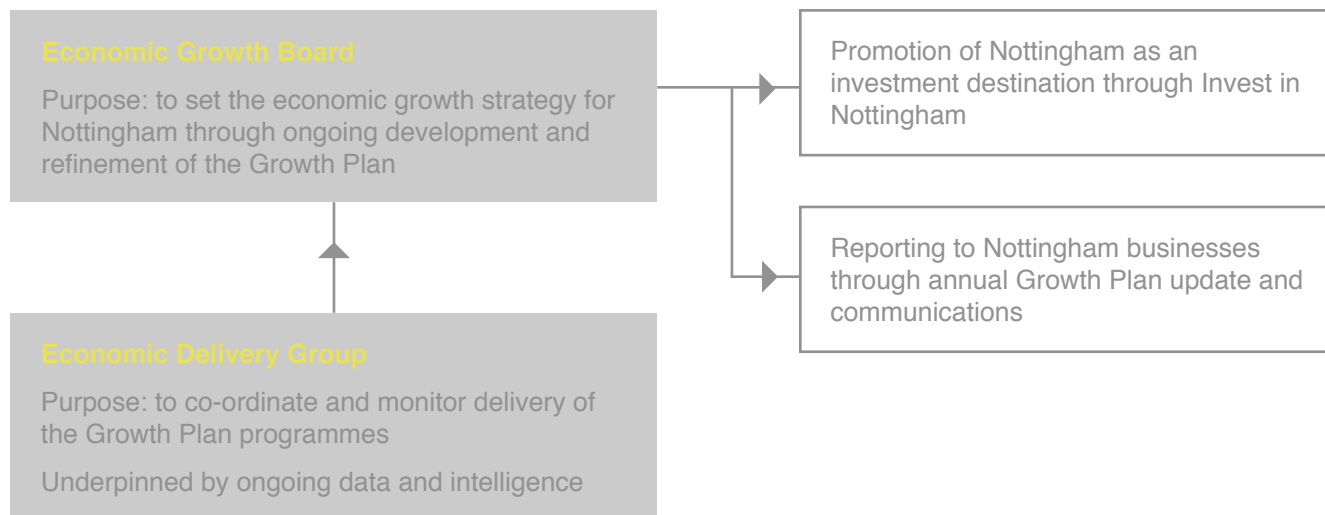 Economic Growth Board
Purpose: to set the economic growth strategy for
Nottingham through ongoing development and
refinement of the Growth Plan
Promotion of Nottingham as an
investment destination through Invest in
Nottingham
Reporting to Nottingham businesses
through annual Growth Plan update and
communications
Economic Delivery Group
Purpose: to co-ordinate and monitor delivery of
the Growth Plan programmes
Underpinned by ongoing data and intelligence